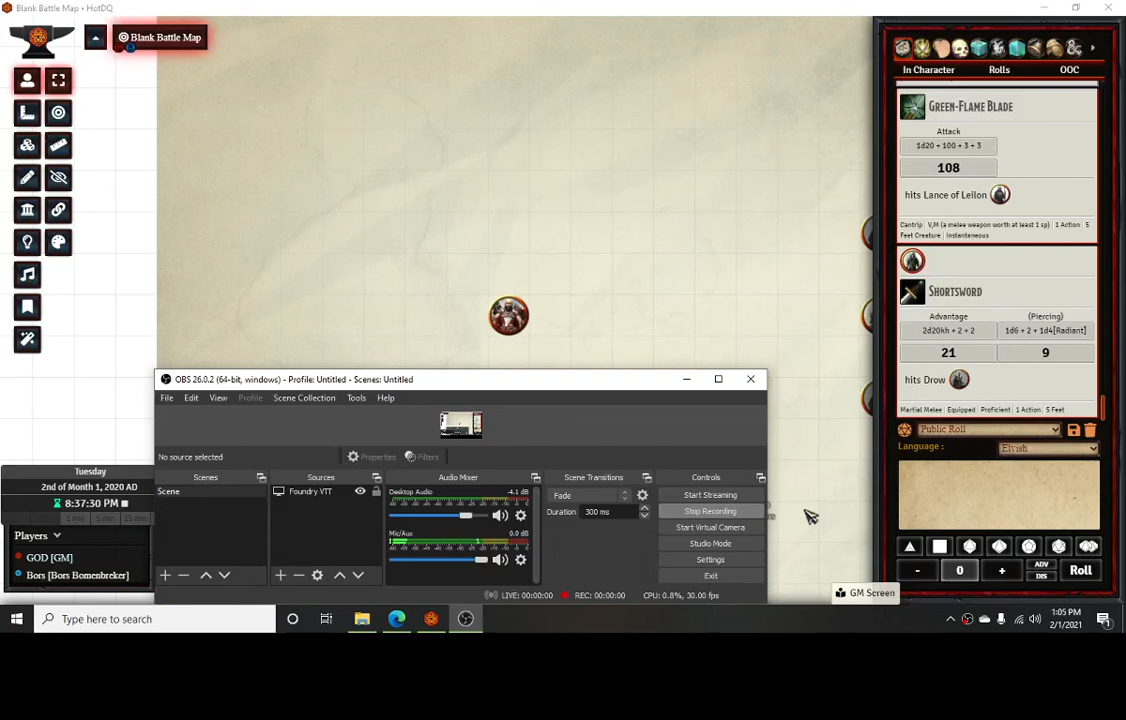 Blank Battle Map • HotDQ
Blank Battle Map
In Character
Rolls
OOC
Green-Flame Blade
Attack
1d20 + 100 + 3 + 3
108
hits Lance of Leilon
Cantrip | V,M (a melee weapon worth at least 1 sp) | 1 Action | 5
Feet Creature | Instantaneous
Shortsword
Advantage
(Piercing)
2d20kh + 2 + 2
1d6 + 2 + 1d4[Radiant]
21
9
hits Drow
Martial Melee | Equipped | Proficient | 1 Action | 5 Feet
Public Roll
Language :
Elvish
-
0
+
ADV
DIS
Roll
GM Screen
OBS 26.0.2 (64-bit, windows) - Profile: Untitled - Scenes: Untitled
File Edit View Profile Scene Collection Tools Help
No source selected
Properties
Filters
Scenes
Sources
Audio Mixer
Scene Transitions
Controls
Scene
Foundry VTT
Desktop Audio
-4.1 dB
Mic/Aux
0.0 dB
Fade
Duration 300 ms
Start Streaming
Stop Recording
Start Virtual Camera
Studio Mode
Settings
Exit
LIVE: 00:00:00
REC: 00:00:00
CPU: 0.8%, 30.00 fps
Tuesday
2nd of Month 1, 2020 AD
8:37:30 PM
1 min
5 min
15 min
Players
GOD [GM]
Bors [Bors Bomenbreker]
Type here to search
1:05 PM
2/1/2021